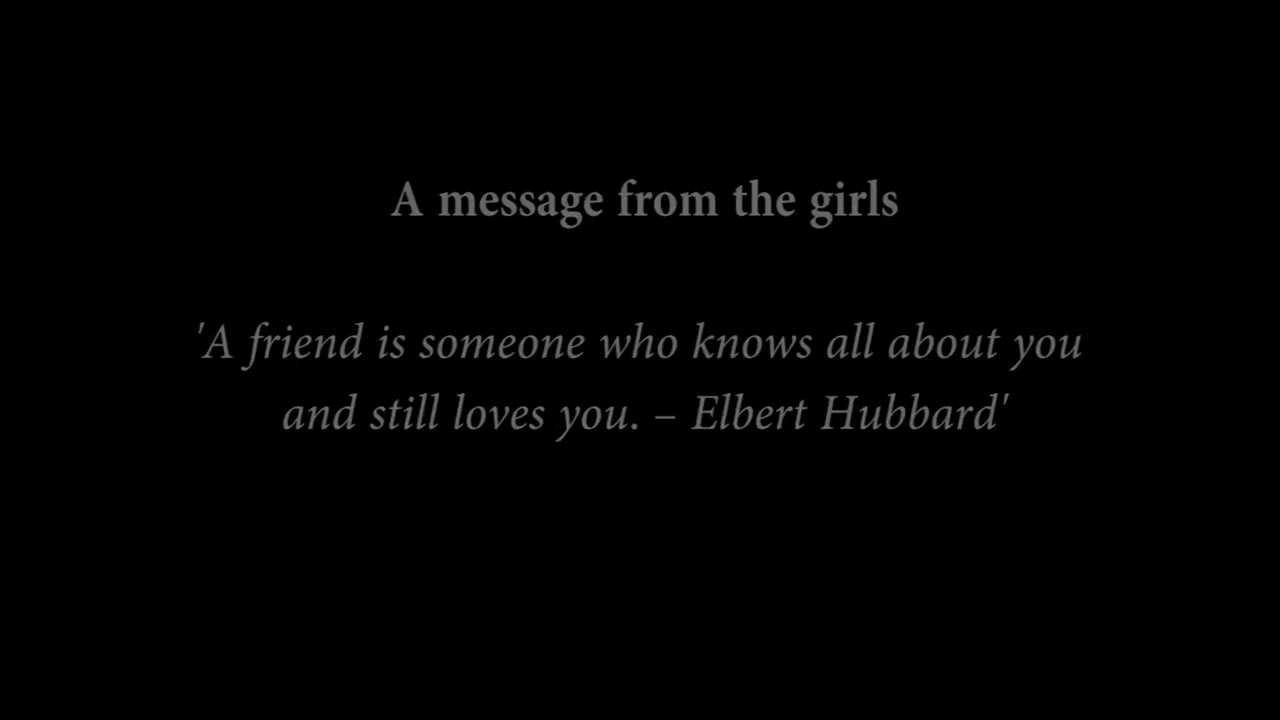 A message from the girls
'A friend is someone who knows all about you
and still loves you. – Elbert Hubbard'